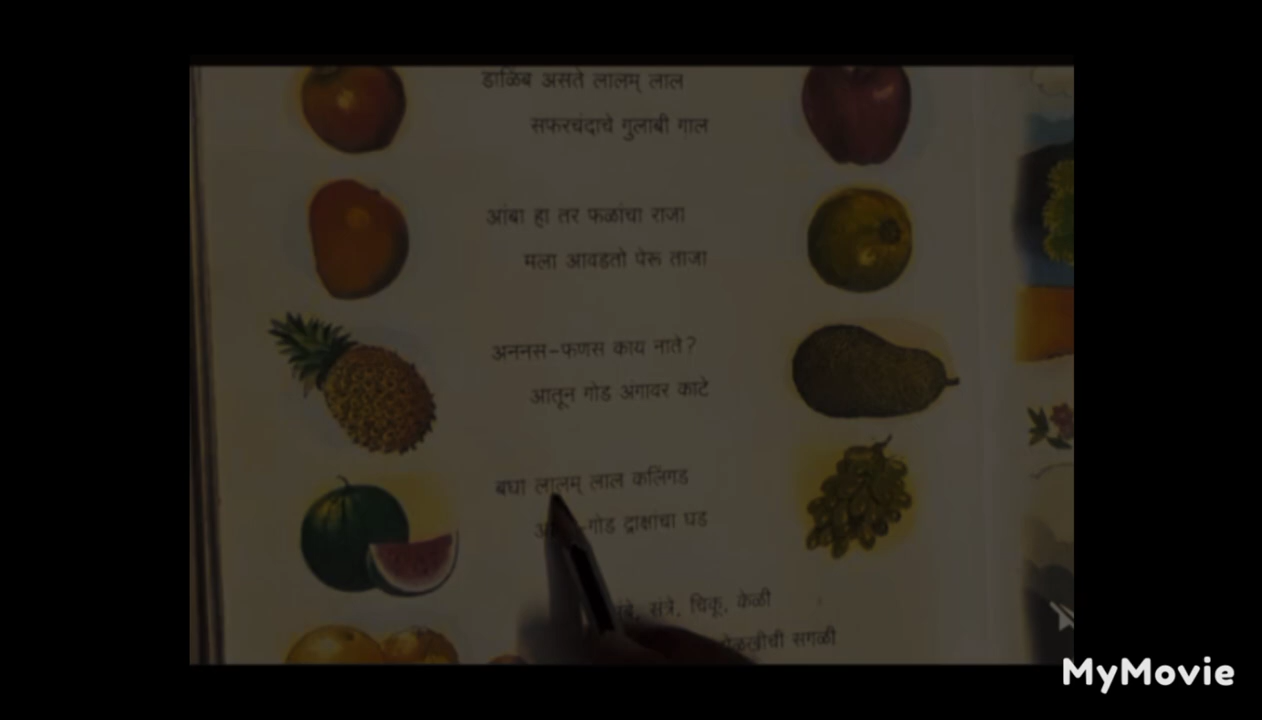 डाळिंब असते लालम् लाल
सफरचंदाचे गुलाबी गाल
आंबा हा तर फळांचा राजा
मला आवडतो पेरू ताजा
अननस-फणस काय नाते?
आतून गोड अंगावर काटे
बघा लालम् लाल कलिंगड
-गोड द्राक्षांचा घड
संत्रे, चिकू, केळी
सगळी
MyMovie